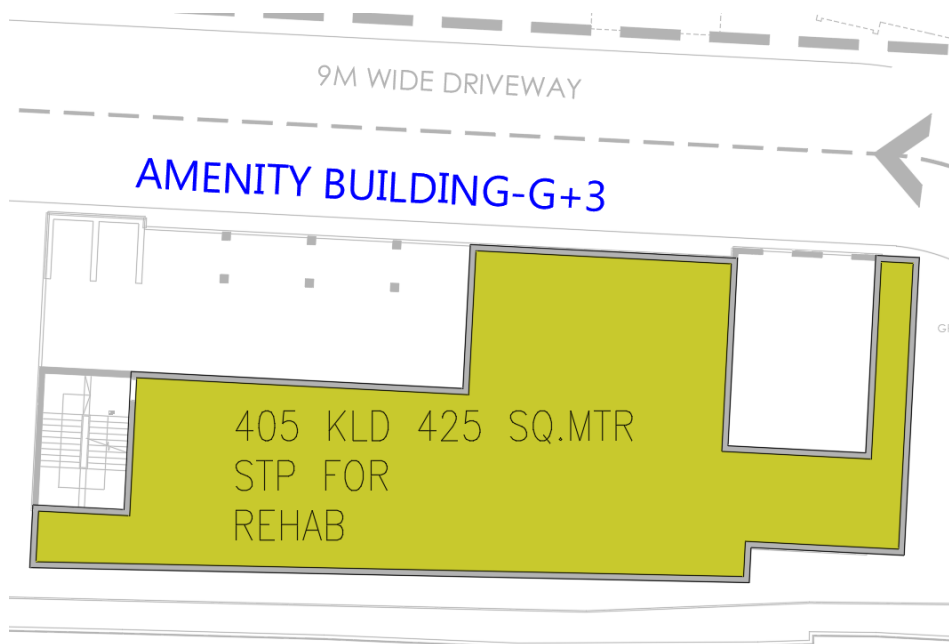 9M WIDE DRIVEWAY
AMENITY BUILDING-G+3
405 KLD 425 SQ.MTR
STP FOR
REHAB